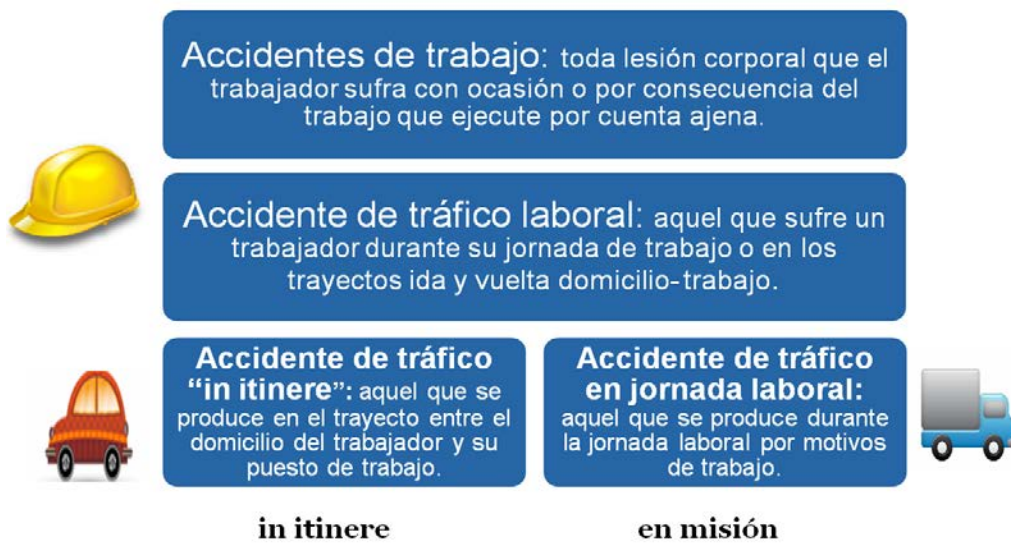 Accidentes de trabajo: toda lesión corporal que el
trabajador sufra con ocasión o por consecuencia del
trabajo que ejecute por cuenta ajena.
Accidente de tráfico laboral: aquel que sufre un
trabajador durante su jornada de trabajo o en los
trayectos ida y vuelta domicilio-trabajo.
Accidente de tráfico
“in itinere”: aquel que se
produce en el trayecto entre el
domicilio del trabajador y su
puesto de trabajo.
Accidente de tráfico
en jornada laboral:
aquel que se produce durante
la jornada laboral por motivos
de trabajo.
in itinere
en misión